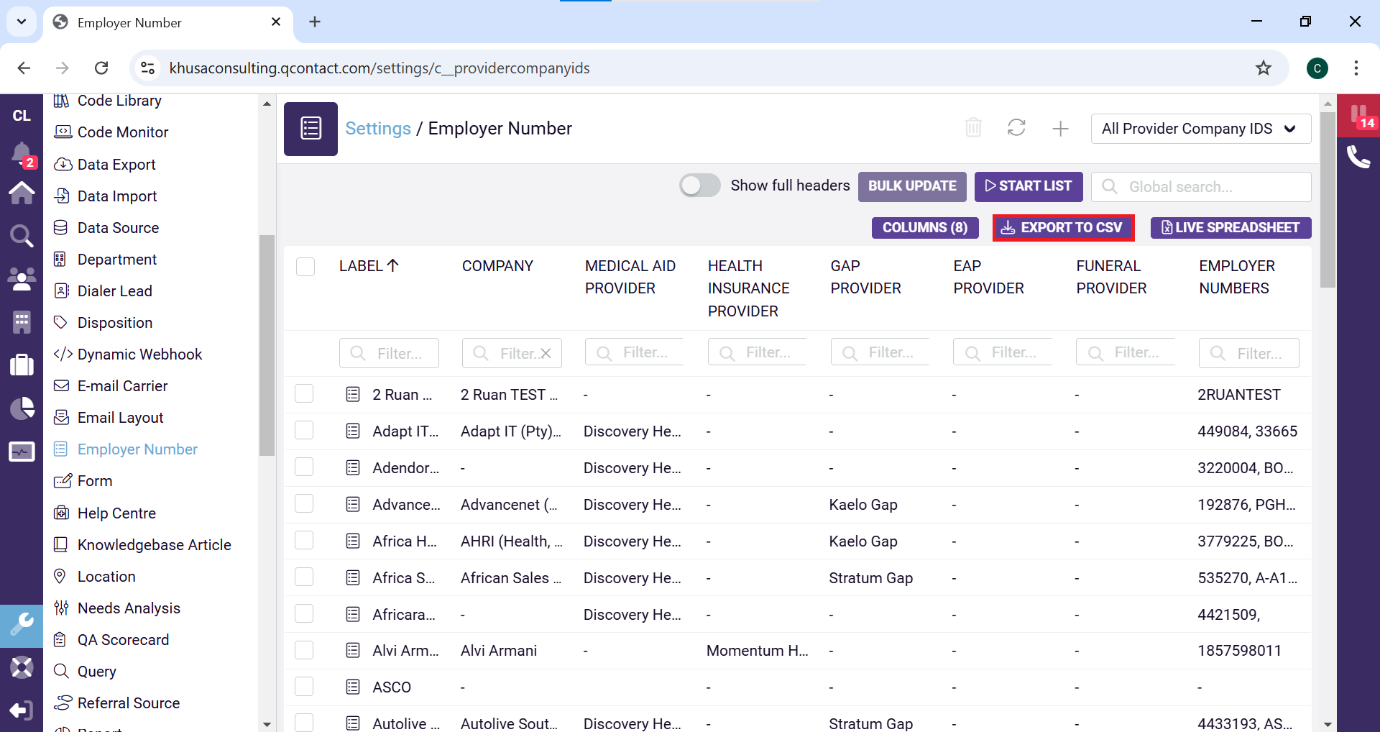 Employer Number
khusaconsulting.qcontact.com/settings/c__providercompanyids
C
CL
2
14
Code Library
Code Monitor
Data Export
Data Import
Data Source
Department
Dialer Lead
Disposition
Dynamic Webhook
E-mail Carrier
Email Layout
Employer Number
Form
Help Centre
Knowledgebase Article
Location
Needs Analysis
QA Scorecard
Query
Referral Source
Settings / Employer Number
All Provider Company IDS
Show full headers BULK UPDATE START LIST Global search...
COLUMNS (8) EXPORT TO CSV LIVE SPREADSHEET
LABEL COMPANY MEDICAL AID PROVIDER HEALTH INSURANCE PROVIDER GAP PROVIDER EAP PROVIDER FUNERAL PROVIDER EMPLOYER NUMBERS
Filter... Filter.. Filter... Filter... Filter... Filter... Filter... Filter...
2 Ruan ... 2 Ruan TEST ... - - - - - 2RUANTEST
Adapt IT... Adapt IT (Pty)... Discovery He... - - - - 449084, 33665
Adendor... - Discovery He... - - - - 3220004, BO...
Advance... Advancenet (... Discovery He... - Kaelo Gap - - 192876, PGH...
Africa H... AHRI (Health, ... Discovery He... - Kaelo Gap - - 3779225, BO...
Africa S... African Sales ... Discovery He... - Stratum Gap - - 535270, A-A1...
Africara... - Discovery He... - - - - 4421509,
Alvi Arm... Alvi Armani - Momentum H... - - - 1857598011
ASCO - - - - - -
Autolive ... Autolive Sout... Discovery He... - Stratum Gap - - 4433193, AS...